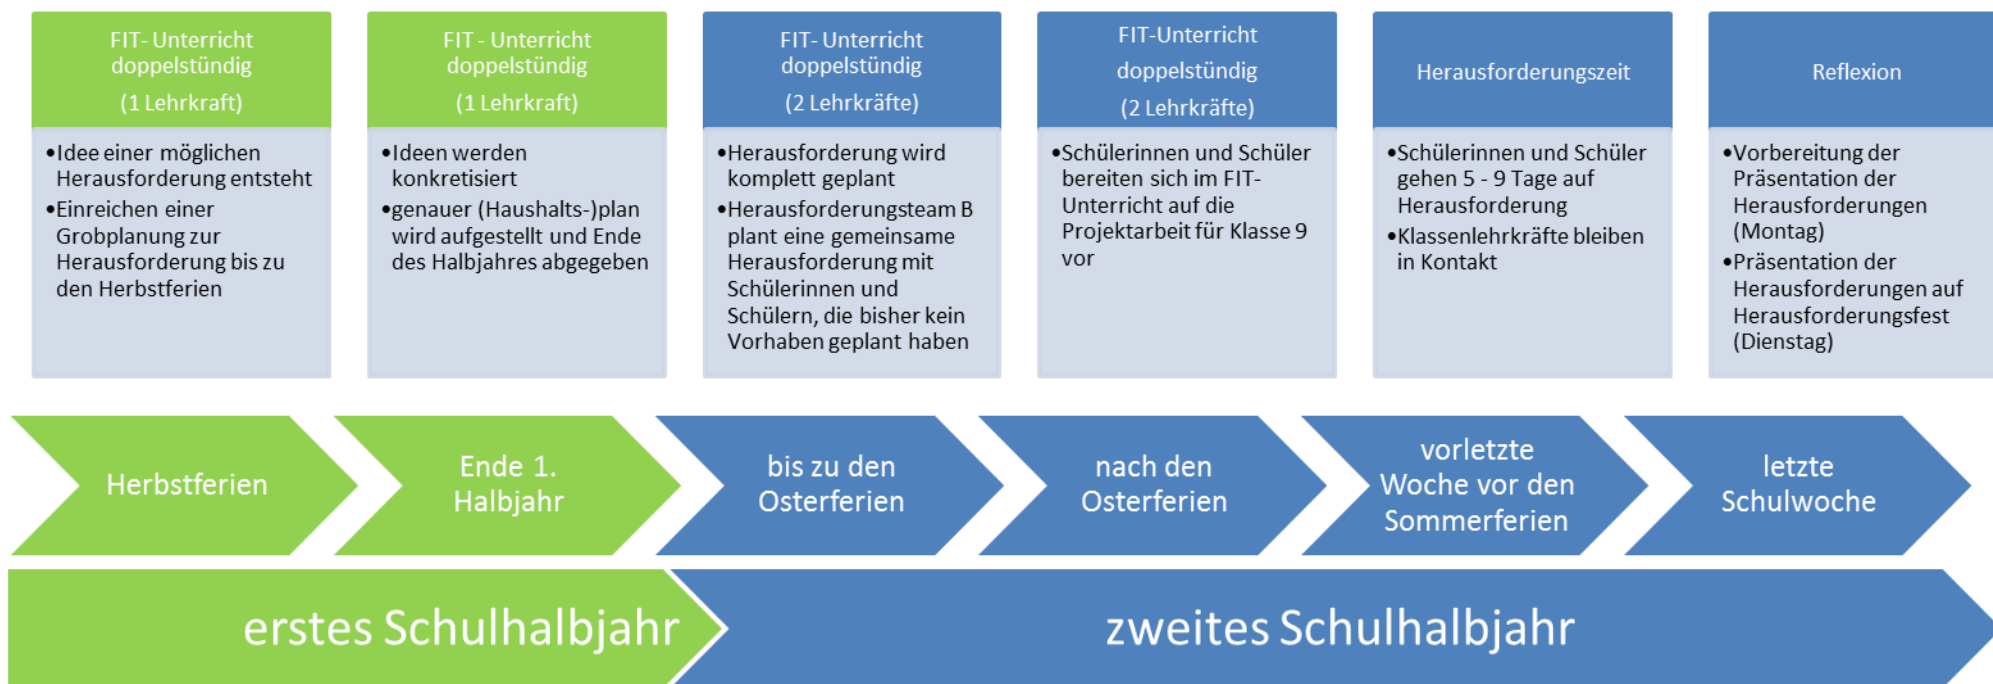 FIT- Unterricht
doppelstündig
(1 Lehrkraft)
•Idee einer möglichen
Herausforderung entsteht
•Einreichen einer
Grobplanung zur
Herausforderung bis zu
den Herbstferien
FIT - Unterricht
doppelstündig
(1 Lehrkraft)
•Ideen werden
konkretisiert
•genauer (Haushalts-)plan
wird aufgestellt und Ende
des Halbjahres abgegeben
FIT- Unterricht
doppelstündig
(2 Lehrkräfte)
•Herausforderung wird
komplett geplant
•Herausforderungsteam B
plant eine gemeinsame
Herausforderung mit
Schülerinnen und
Schülern, die bisher kein
Vorhaben geplant haben
FIT-Unterricht
doppelstündig
(2 Lehrkräfte)
•Schülerinnen und Schüler
bereiten sich im FIT-
Unterricht auf die
Projektarbeit für Klasse 9
vor
Herausforderungszeit
•Schülerinnen und Schüler
gehen 5 - 9 Tage auf
Herausforderung
•Klassenlehrkräfte bleiben
in Kontakt
Reflexion
•Vorbereitung der
Präsentation der
Herausforderungen
(Montag)
•Präsentation der
Herausforderungen auf
Herausforderungsfest
(Dienstag)
Herbstferien
Ende 1.
Halbjahr
bis zu den
Osterferien
nach den
Osterferien
vorletzte
Woche vor den
Sommerferien
letzte
Schulwoche
erstes Schulhalbjahr
zweites Schulhalbjahr